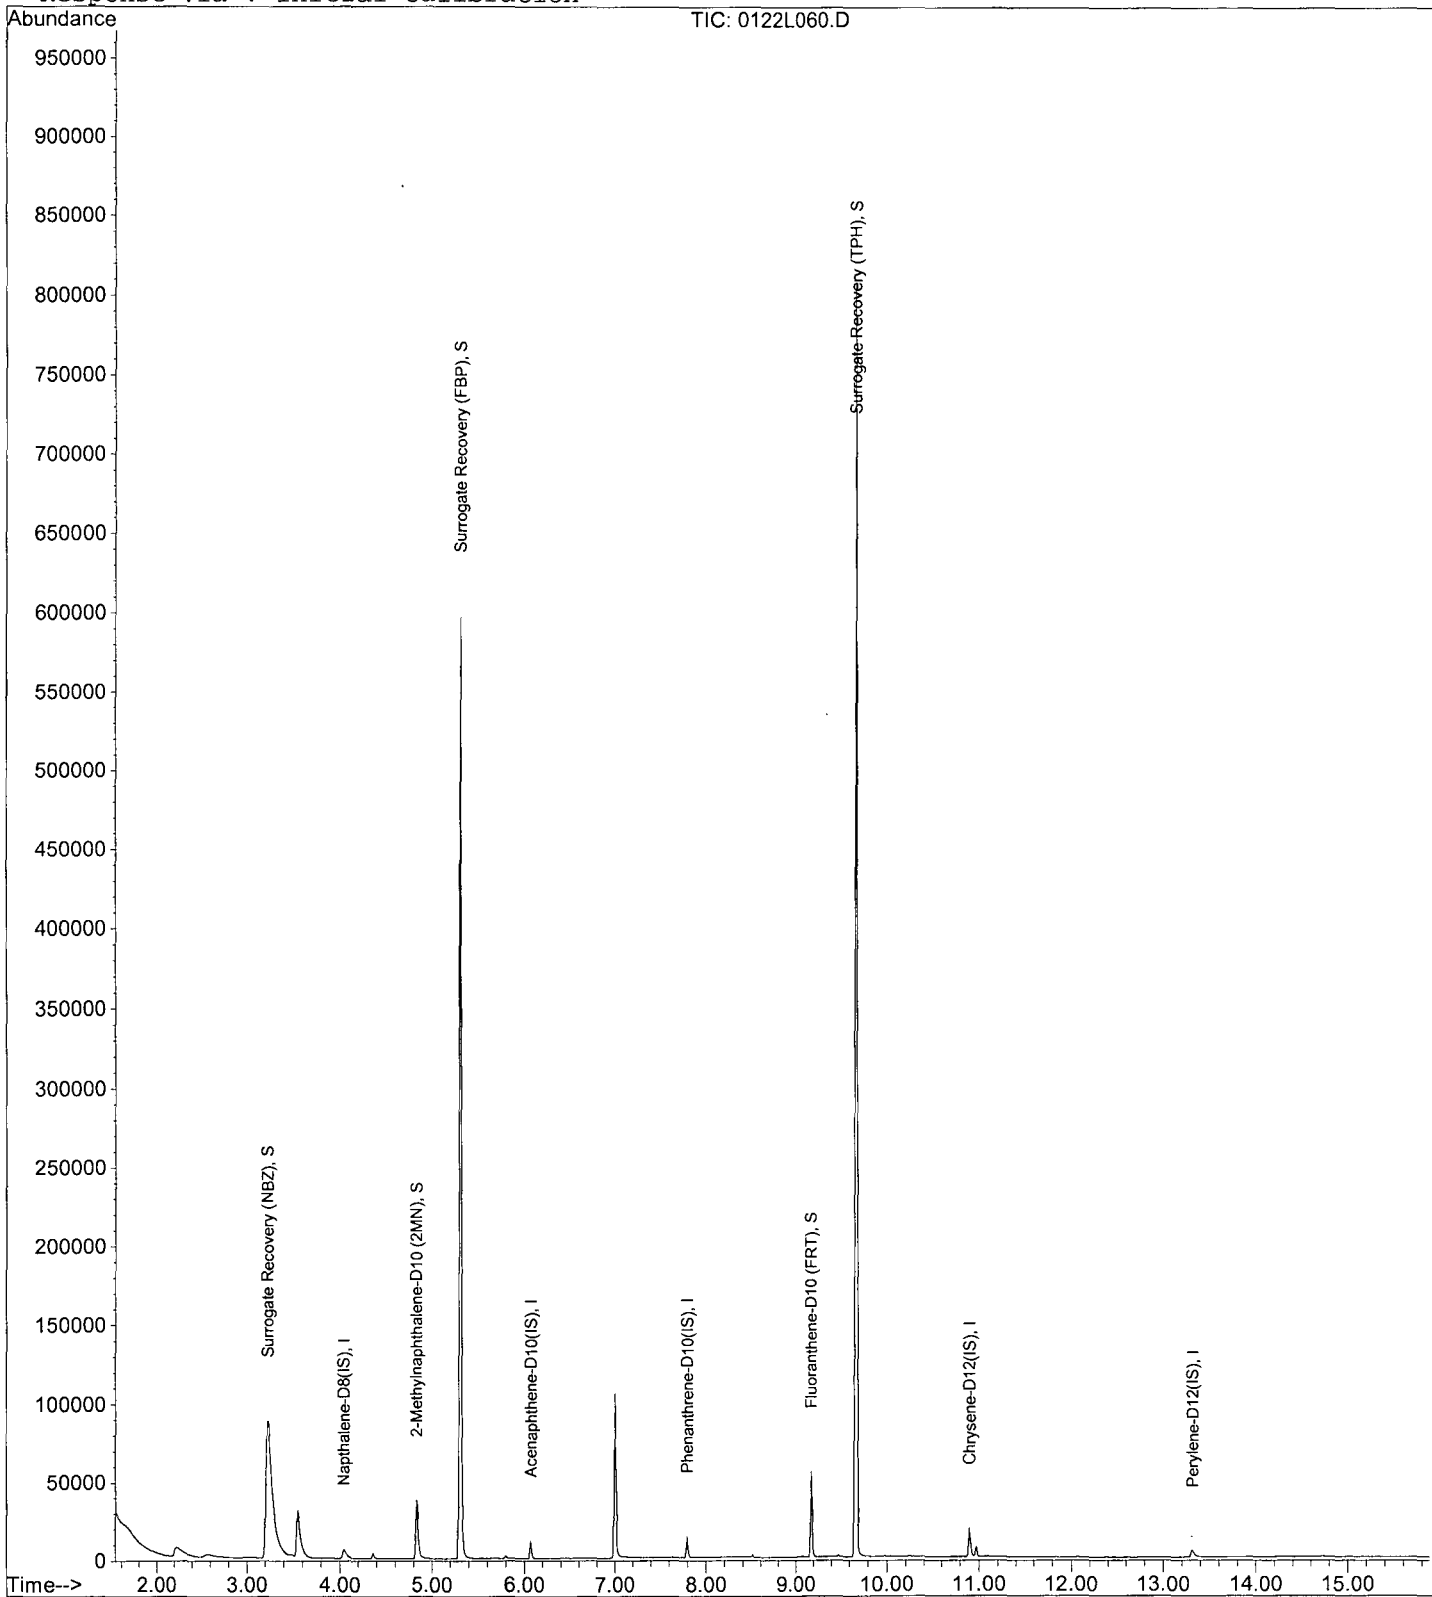 Response via : Initial Calibration
Abundance
TIC: 0122L060.D
950000
900000
850000
800000
750000
700000
650000
600000
550000
500000
450000
400000
350000
300000
250000
200000
150000
100000
50000
0
Surrogate Recovery (NBZ), S
Napthalene-D8(IS), I
2-Methylnaphthalene-D10 (2MN), S
Surrogate Recovery (FBP), S
Acenaphthene-D10(IS), I
Phenanthrene-D10(IS), I
Fluoranthene-D10 (FRT), S
Surrogate Recovery (TPH), S
Chrysene-D12(IS), I
Perylene-D12(IS), I
Time--> 2.00 3.00 4.00 5.00 6.00 7.00 8.00 9.00 10.00 11.00 12.00 13.00 14.00 15.00